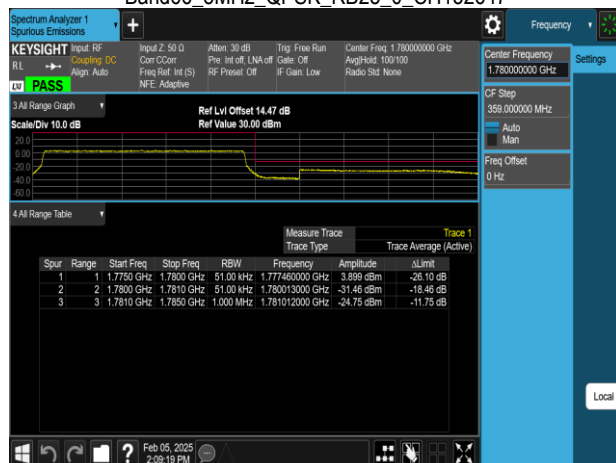 Spectrum Analyzer 1
Spurious Emissions
Frequency
KEYSIGHT
RL
Input: RF
Coupling: DC
Align: Auto
Input Z: 50 Ω
Corr CCorr
Freq Ref: Int (S)
NFE: Adaptive
Atten: 30 dB
Pre: Int off, LNA off
RF Preset: Off
Trig: Free Run
Gate: Off
IF Gain: Low
Center Freq: 1.780000000 GHz
Avg|Hold: 100/100
Radio Std: None
LXI PASS
Center Frequency
1.780000000 GHz
Settings
CF Step
359.000000 MHz
Auto
Man
Freq Offset
0 Hz
3 All Range Graph
Scale/Div 10.0 dB
Ref Lvl Offset 14.47 dB
Ref Value 30.00 dBm
20.0
0.00
-20.0
-40.0
-60.0
4 All Range Table
Measure Trace Trace 1
Trace Type Trace Average (Active)
Spur Range Start Freq Stop Freq RBW Frequency Amplitude ΔLimit
1 1 1.7750 GHz 1.7800 GHz 51.00 kHz 1.777460000 GHz 3.899 dBm -26.10 dB
2 2 1.7800 GHz 1.7810 GHz 51.00 kHz 1.780013000 GHz -31.46 dBm -18.46 dB
3 3 1.7810 GHz 1.7850 GHz 1.000 MHz 1.781012000 GHz -24.75 dBm -11.75 dB
Local
Feb 05, 2025
2:09:19 PM